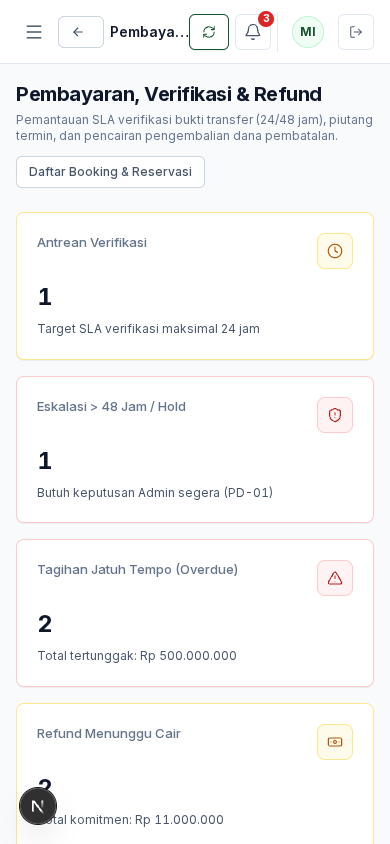 Pembaya...
3
MI
Pembayaran, Verifikasi & Refund
Pemantauan SLA verifikasi bukti transfer (24/48 jam), piutang
termin, dan pencairan pengembalian dana pembatalan.
Daftar Booking & Reservasi
Antrean Verifikasi
1
Target SLA verifikasi maksimal 24 jam
Eskalasi > 48 Jam / Hold
1
Butuh keputusan Admin segera (PD-01)
Tagihan Jatuh Tempo (Overdue)
2
Total tertunggak: Rp 500.000.000
Refund Menunggu Cair
2
Total komitmen: Rp 11.000.000
N